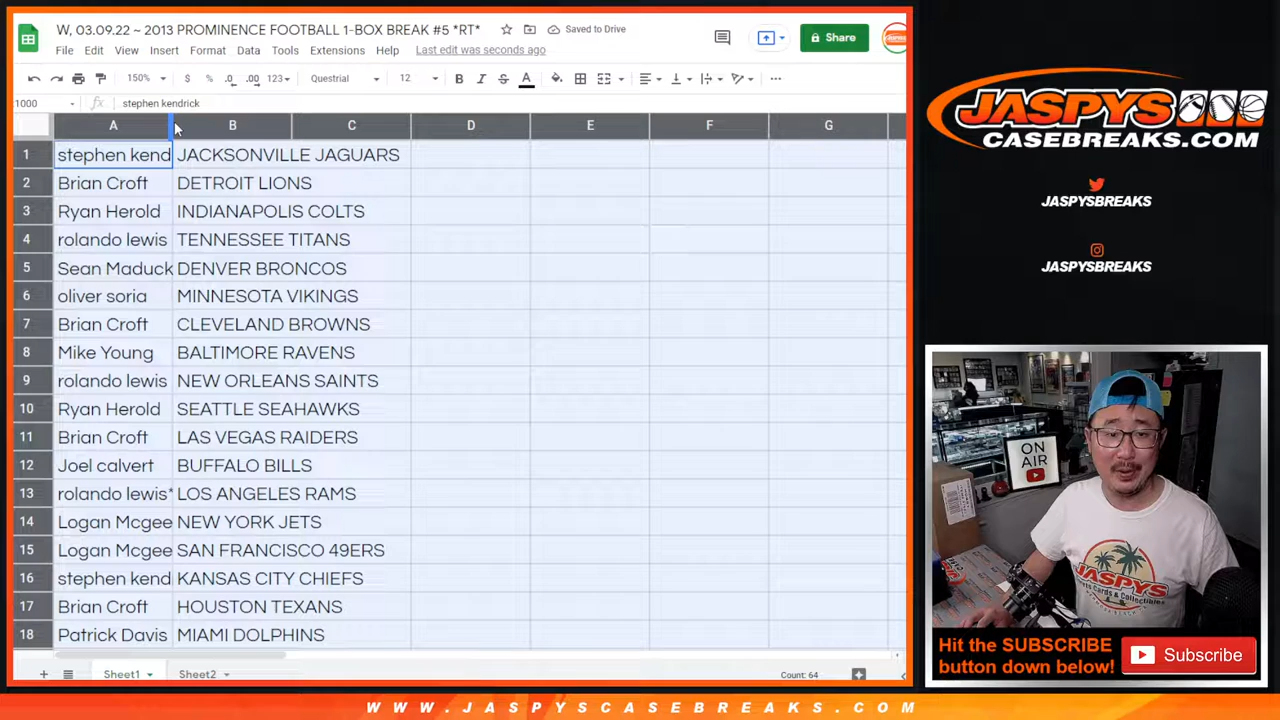 W, 03.09.22 ~ 2013 PROMINENCE FOOTBALL 1-BOX BREAK #5 *RT*
Saved to Drive
Share
File Edit View Insert Format Data Tools Extensions Help Last edit was seconds ago
150% $ % .0 .00 123 Questrial 12 B I S A
1000 fx stephen kendrick
A B C D E F G
1 stephen kend JACKSONVILLE JAGUARS
2 Brian Croft DETROIT LIONS
3 Ryan Herold INDIANAPOLIS COLTS
4 rolando lewis TENNESSEE TITANS
5 Sean Maduck DENVER BRONCOS
6 oliver soria MINNESOTA VIKINGS
7 Brian Croft CLEVELAND BROWNS
8 Mike Young BALTIMORE RAVENS
9 rolando lewis NEW ORLEANS SAINTS
10 Ryan Herold SEATTLE SEAHAWKS
11 Brian Croft LAS VEGAS RAIDERS
12 Joel calvert BUFFALO BILLS
13 rolando lewis* LOS ANGELES RAMS
14 Logan Mcgee NEW YORK JETS
15 Logan Mcgee SAN FRANCISCO 49ERS
16 stephen kend KANSAS CITY CHIEFS
17 Brian Croft HOUSTON TEXANS
18 Patrick Davis MIAMI DOLPHINS
+ Sheet1 Sheet2 Count: 64
JASPYS
CASEBREAKS.COM
JASPYSBREAKS
JASPYSBREAKS
ON
AIR
JASPYS
Hit the SUBSCRIBE
button down below!
Subscribe
WWW.JASPYSCASEBREAKS.COM